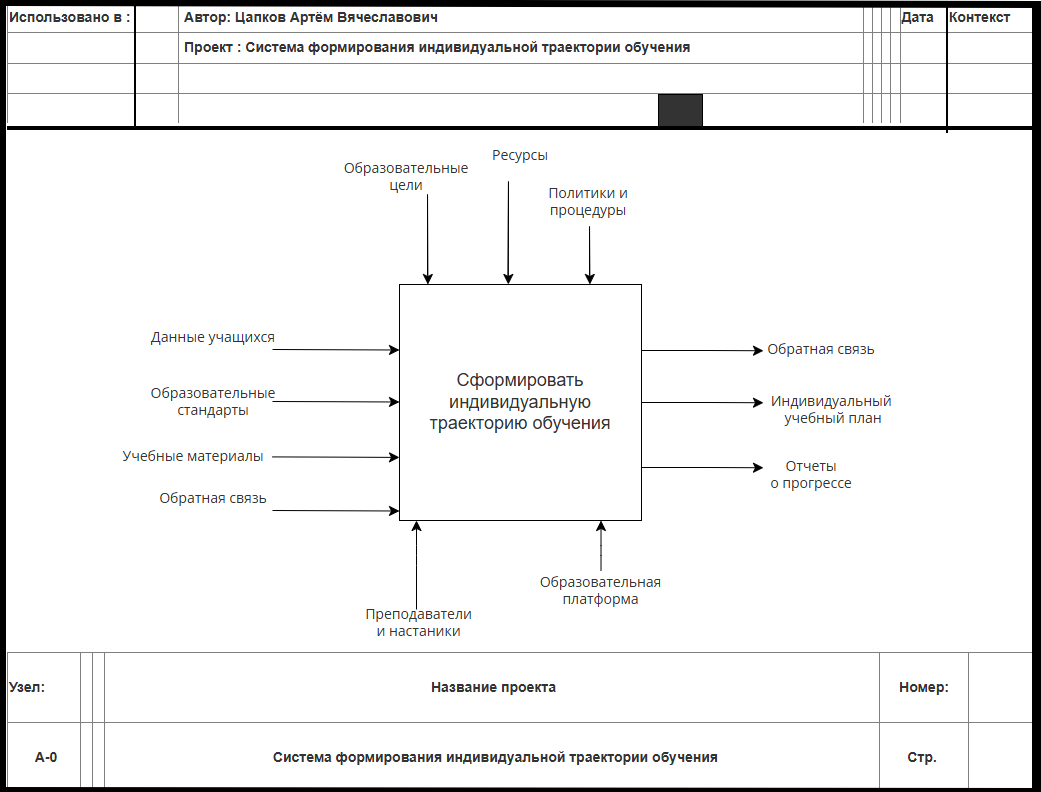 Использовано в :
Автор: Цапков Артём Вячеславович
Дата
Контекст
Проект : Система формирования индивидуальной траектории обучения
Образовательные
цели
Ресурсы
Политики и
процедуры
Данные учащихся
Образовательные
стандарты
Учебные материалы
Обратная связь
Сформировать
индивидуальную
траекторию обучения
Обратная связь
Индивидуальный
учебный план
Отчеты
о прогрессе
Преподаватели
и настаники
Образовательная
платформа
Узел:
Название проекта
Номер:
А-0
Система формирования индивидуальной траектории обучения
Стр.